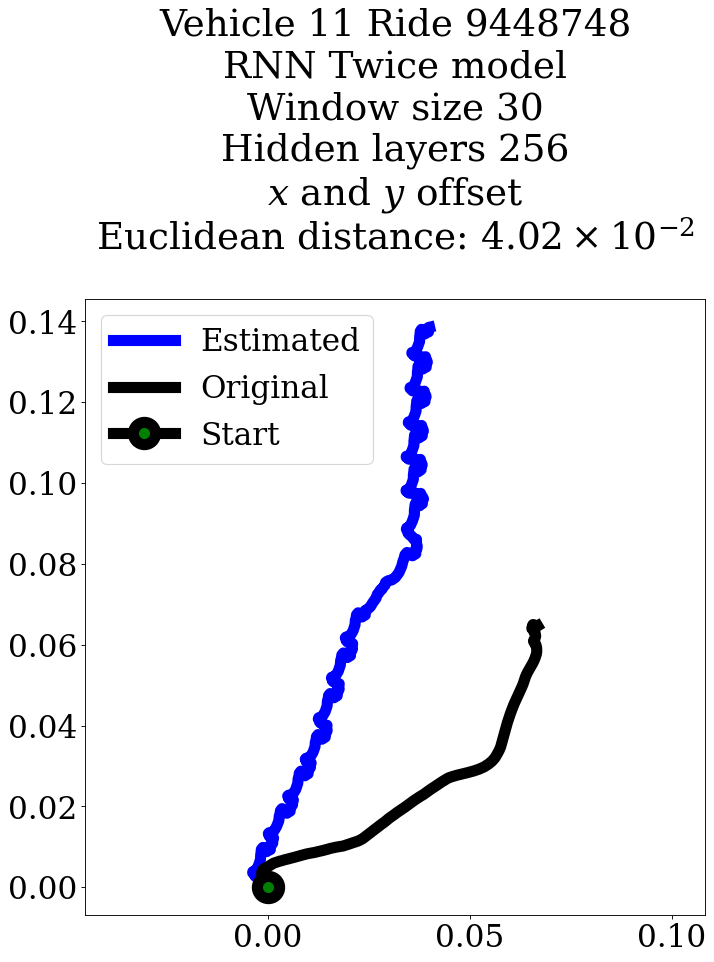 Vehicle 11 Ride 9448748
RNN Twice model
Window size 30
Hidden layers 256
x and y offset
Euclidean distance: 4.02 × 10⁻²
Estimated
Original
Start
0.14
0.12
0.10
0.08
0.06
0.04
0.02
0.00
0.00 0.05 0.10